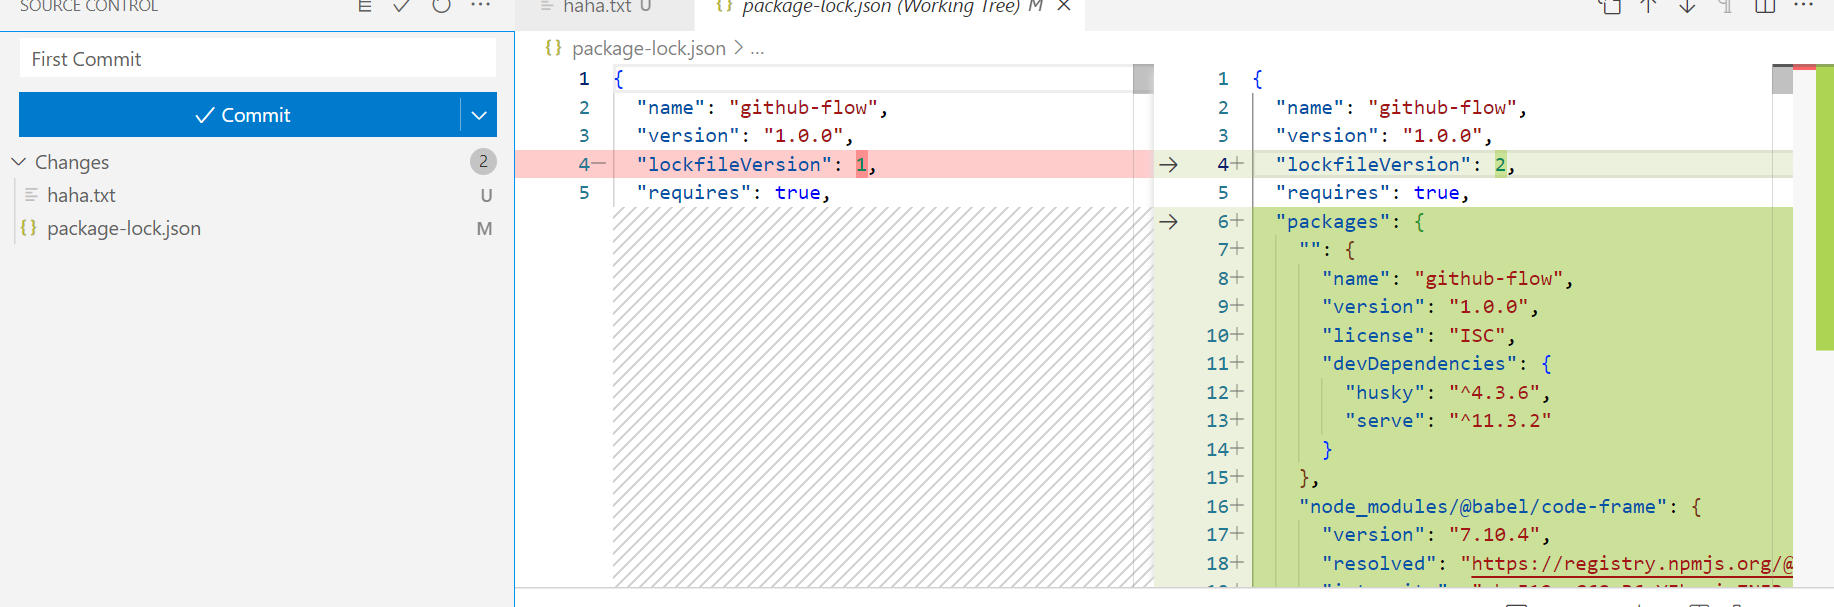 SOURCE CONTROL
haha.txt U
package-lock.json (Working Tree) M
package-lock.json > ...
First Commit
Commit
Changes 2
haha.txt U
package-lock.json M
1 {
2 "name": "github-flow",
3 "version": "1.0.0",
4− "lockfileVersion": 1,
5 "requires": true,
1 {
2 "name": "github-flow",
3 "version": "1.0.0",
4+ "lockfileVersion": 2,
5 "requires": true,
6+ "packages": {
7+ "": {
8+ "name": "github-flow",
9+ "version": "1.0.0",
10+ "license": "ISC",
11+ "devDependencies": {
12+ "husky": "^4.3.6",
13+ "serve": "^11.3.2"
14+ }
15+ },
16+ "node_modules/@babel/code-frame": {
17+ "version": "7.10.4",
18+ "resolved": "https://registry.npmjs.org/@